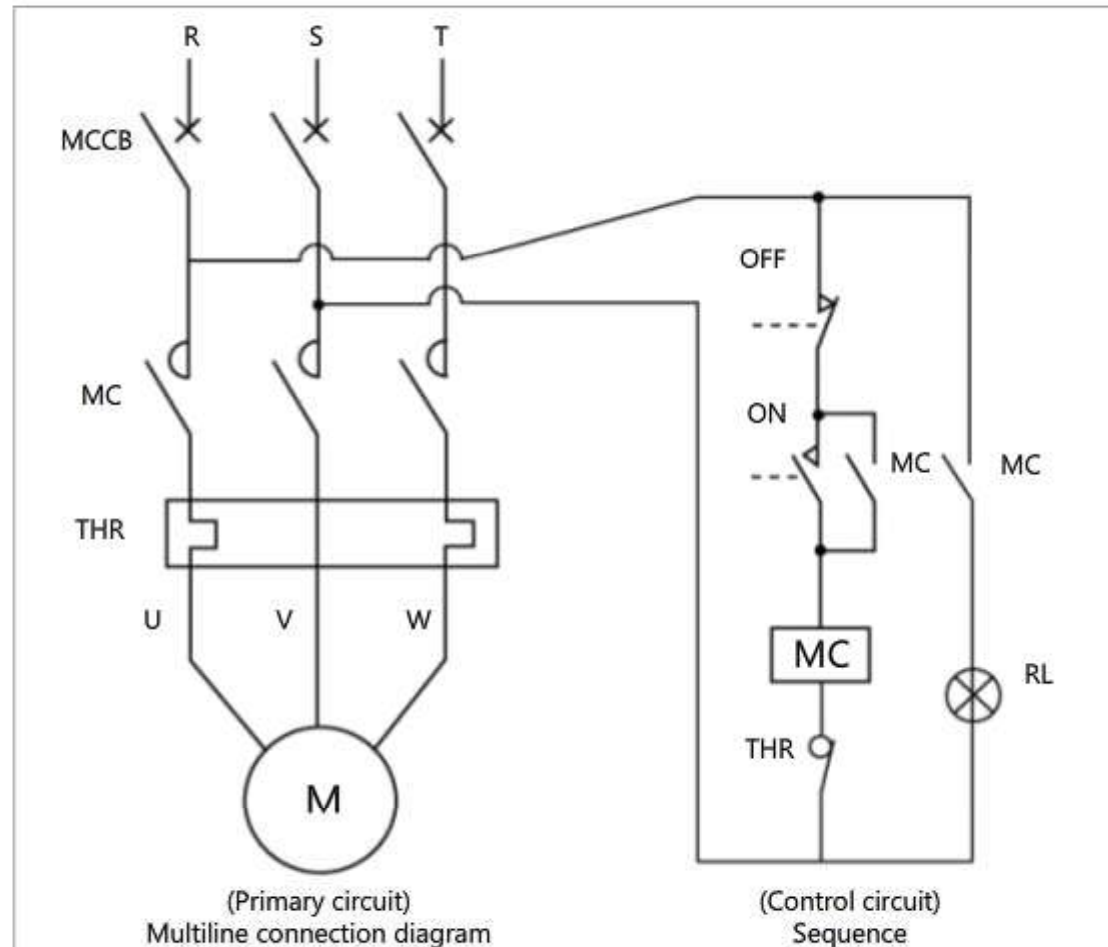 R
S
T
MCCB
OFF
MC
ON
MC
MC
THR
U
V
W
MC
RL
THR
M
(Primary circuit)
Multiline connection diagram
(Control circuit)
Sequence